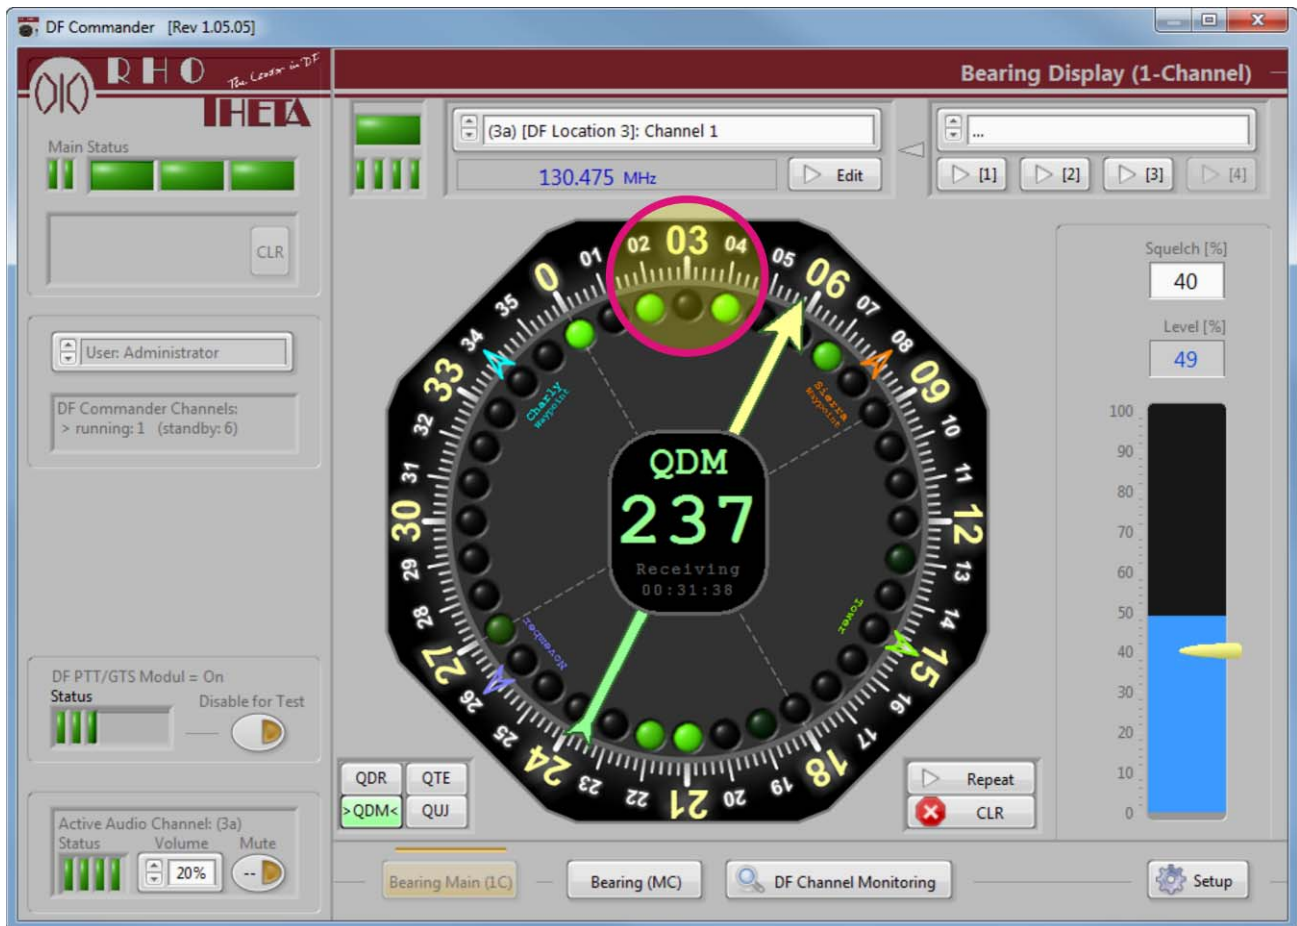 DF Commander [Rev 1.05.05]
RHO
The Leader in DF
THETA
Bearing Display (1-Channel)
Main Status
CLR
User: Administrator
DF Commander Channels:
> running: 1 (standby: 6)
DF PTT/GTS Modul = On
Status
Disable for Test
Active Audio Channel: (3a)
Status Volume Mute
20%
--
(3a) [DF Location 3]: Channel 1
130.475 MHz
Edit
...
[1] [2] [3] [4]
0 01 02 03 04 05 06 07 08 09 10 11 12 13 14 15 16 17 18 19 20 21 22 23 24 25 26 27 28 29 30 31 32 33 34 35
Charly
Waypoint
Sierra
Waypoint
QDM
237
Receiving
00:31:38
November
Tower
QDR QTE
>QDM< QUJ
Repeat
CLR
Squelch [%]
40
Level [%]
49
100
90
80
70
60
50
40
30
20
10
0
Bearing Main (1C)
Bearing (MC)
DF Channel Monitoring
Setup